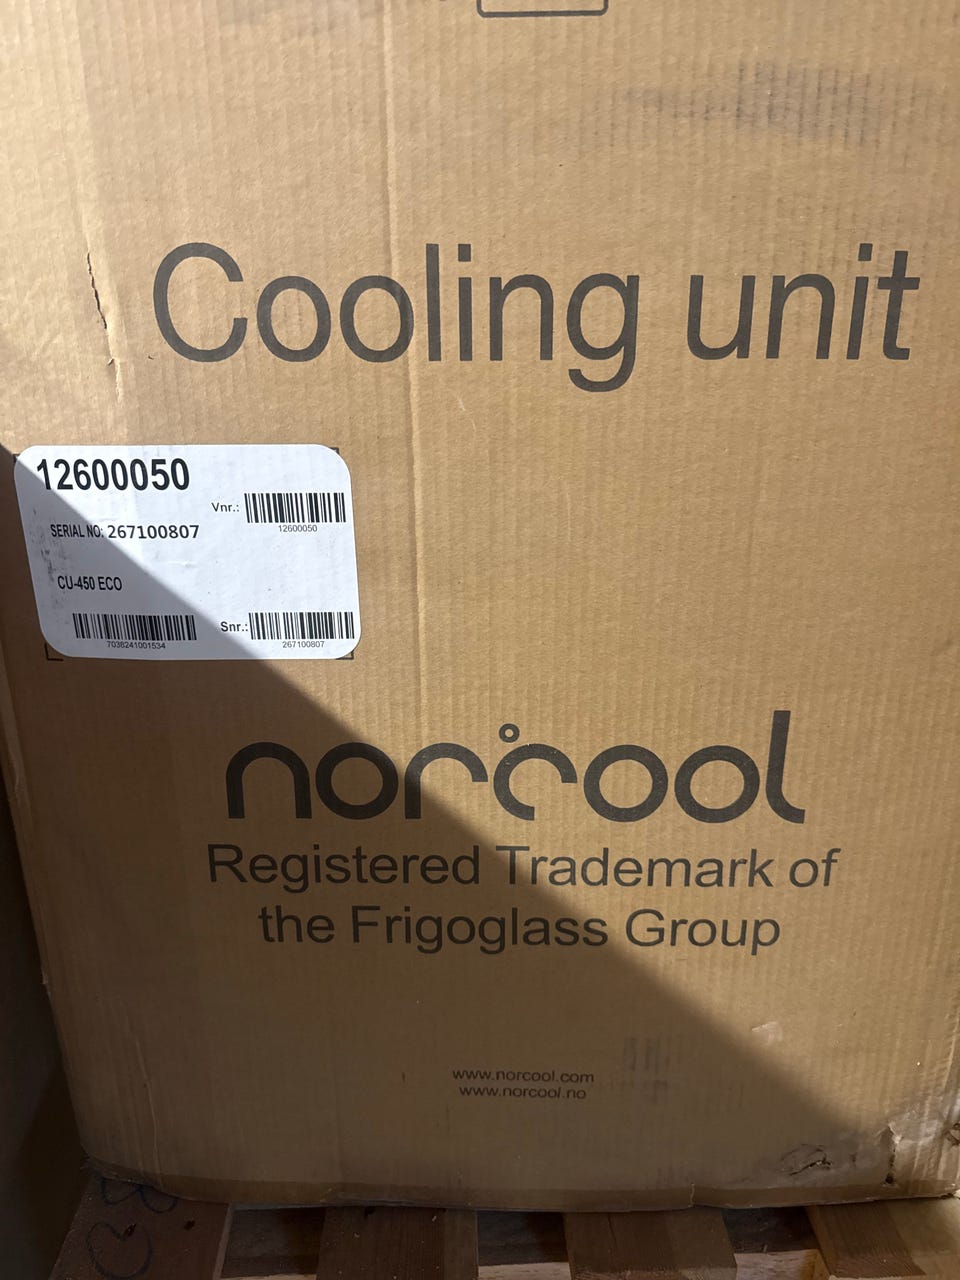 Cooling unit
12600050
Vnr.:
12600050
SERIAL NO: 267100807
CU-450 ECO
7038241001534
Snr.:
267100807
norcool
Registered Trademark of
the Frigoglass Group
www.norcool.com
www.norcool.no